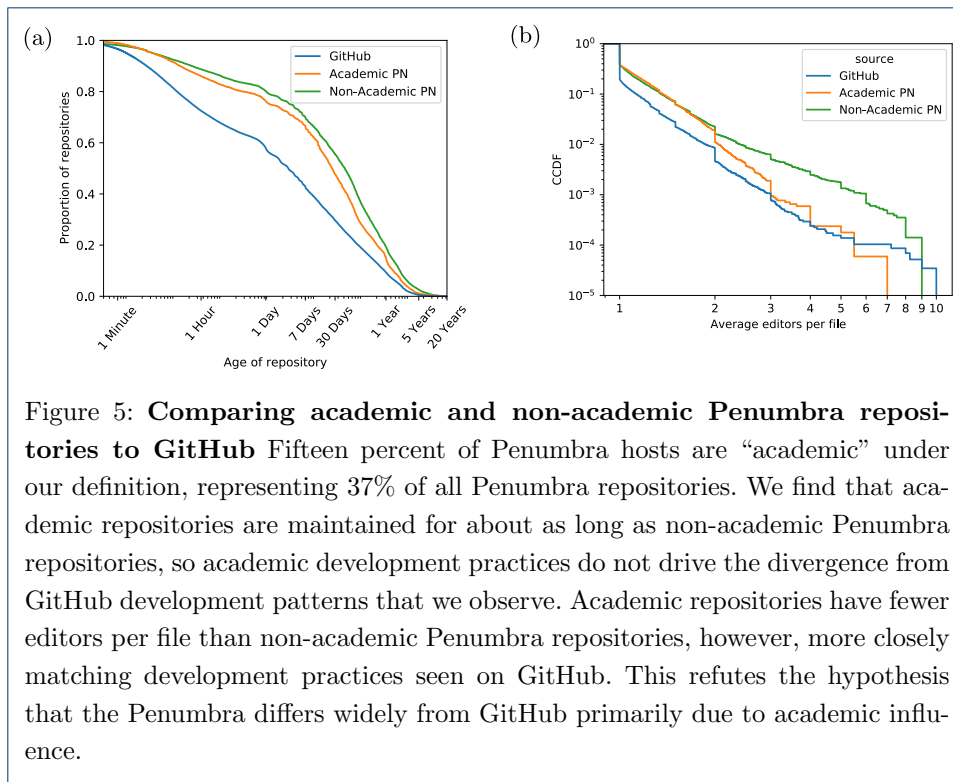 (a)
1.0
0.8
0.6
0.4
0.2
0.0
Proportion of repositories
GitHub
Academic PN
Non-Academic PN
1 Minute
1 Hour
1 Day
7 Days
30 Days
1 Year
5 Years
20 Years
Age of repository
(b)
10⁰
10⁻¹
10⁻²
10⁻³
10⁻⁴
10⁻⁵
CCDF
source
GitHub
Academic PN
Non-Academic PN
1
2
3
4
5
6
7
8
9
10
Average editors per file
Figure 5: Comparing academic and non-academic Penumbra reposi-
tories to GitHub Fifteen percent of Penumbra hosts are “academic” under
our definition, representing 37% of all Penumbra repositories. We find that aca-
demic repositories are maintained for about as long as non-academic Penumbra
repositories, so academic development practices do not drive the divergence from
GitHub development patterns that we observe. Academic repositories have fewer
editors per file than non-academic Penumbra repositories, however, more closely
matching development practices seen on GitHub. This refutes the hypothesis
that the Penumbra differs widely from GitHub primarily due to academic influ-
ence.